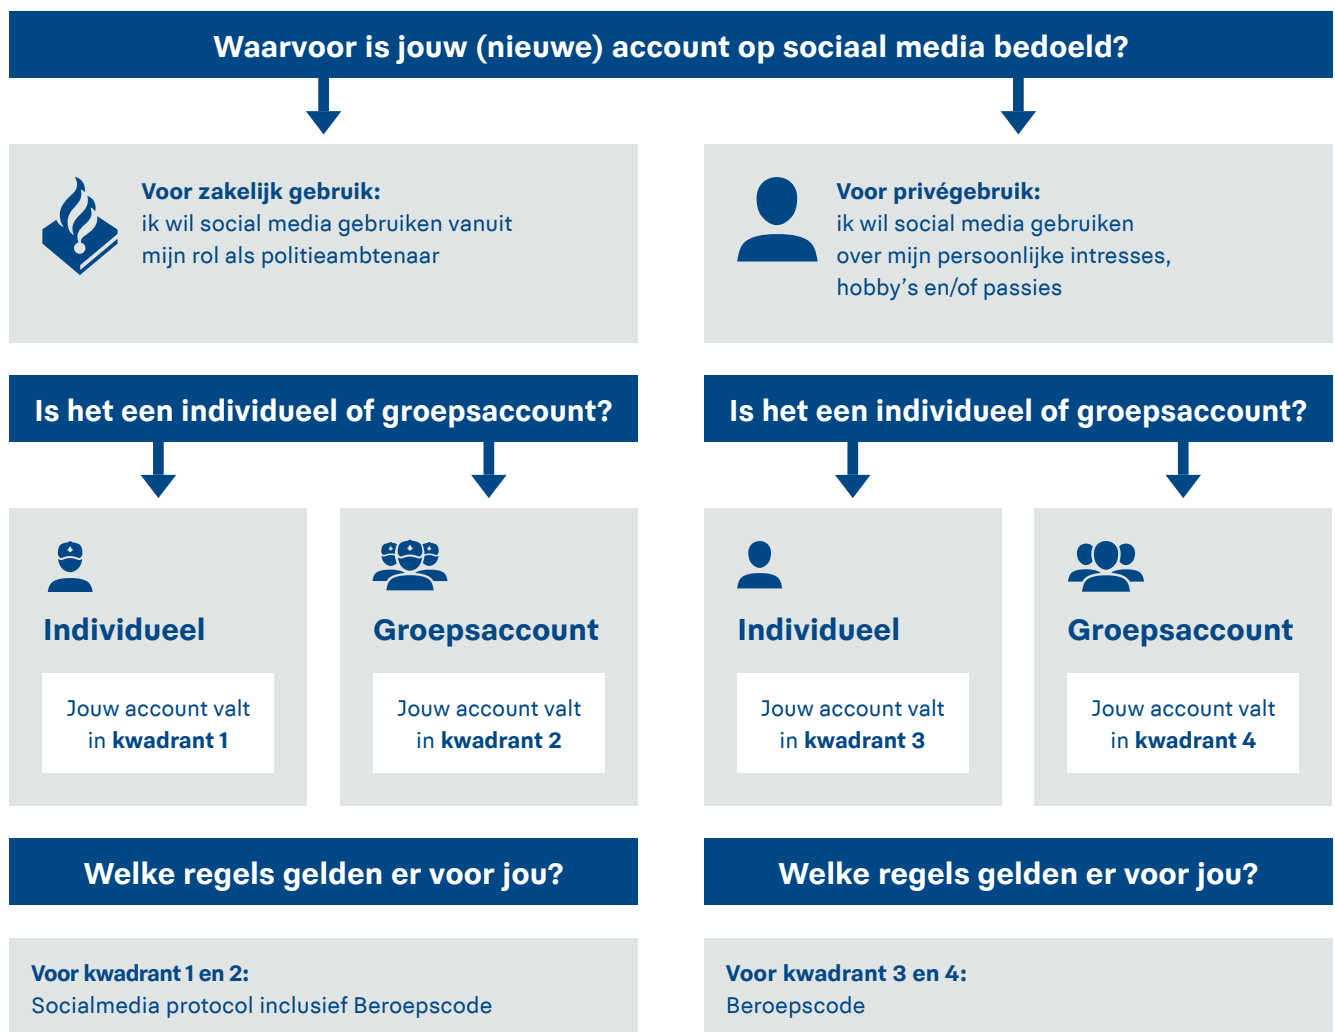 Waarvoor is jouw (nieuwe) account op sociaal media bedoeld?
Voor zakelijk gebruik:
ik wil social media gebruiken vanuit
mijn rol als politieambtenaar
Voor privégebruik:
ik wil social media gebruiken
over mijn persoonlijke intresses,
hobby's en/of passies
Is het een individueel of groepsaccount?
Individueel
Jouw account valt
in kwadrant 1
Groepsaccount
Jouw account valt
in kwadrant 2
Is het een individueel of groepsaccount?
Individueel
Jouw account valt
in kwadrant 3
Groepsaccount
Jouw account valt
in kwadrant 4
Welke regels gelden er voor jou?
Voor kwadrant 1 en 2:
Socialmedia protocol inclusief Beroepscode
Welke regels gelden er voor jou?
Voor kwadrant 3 en 4:
Beroepscode